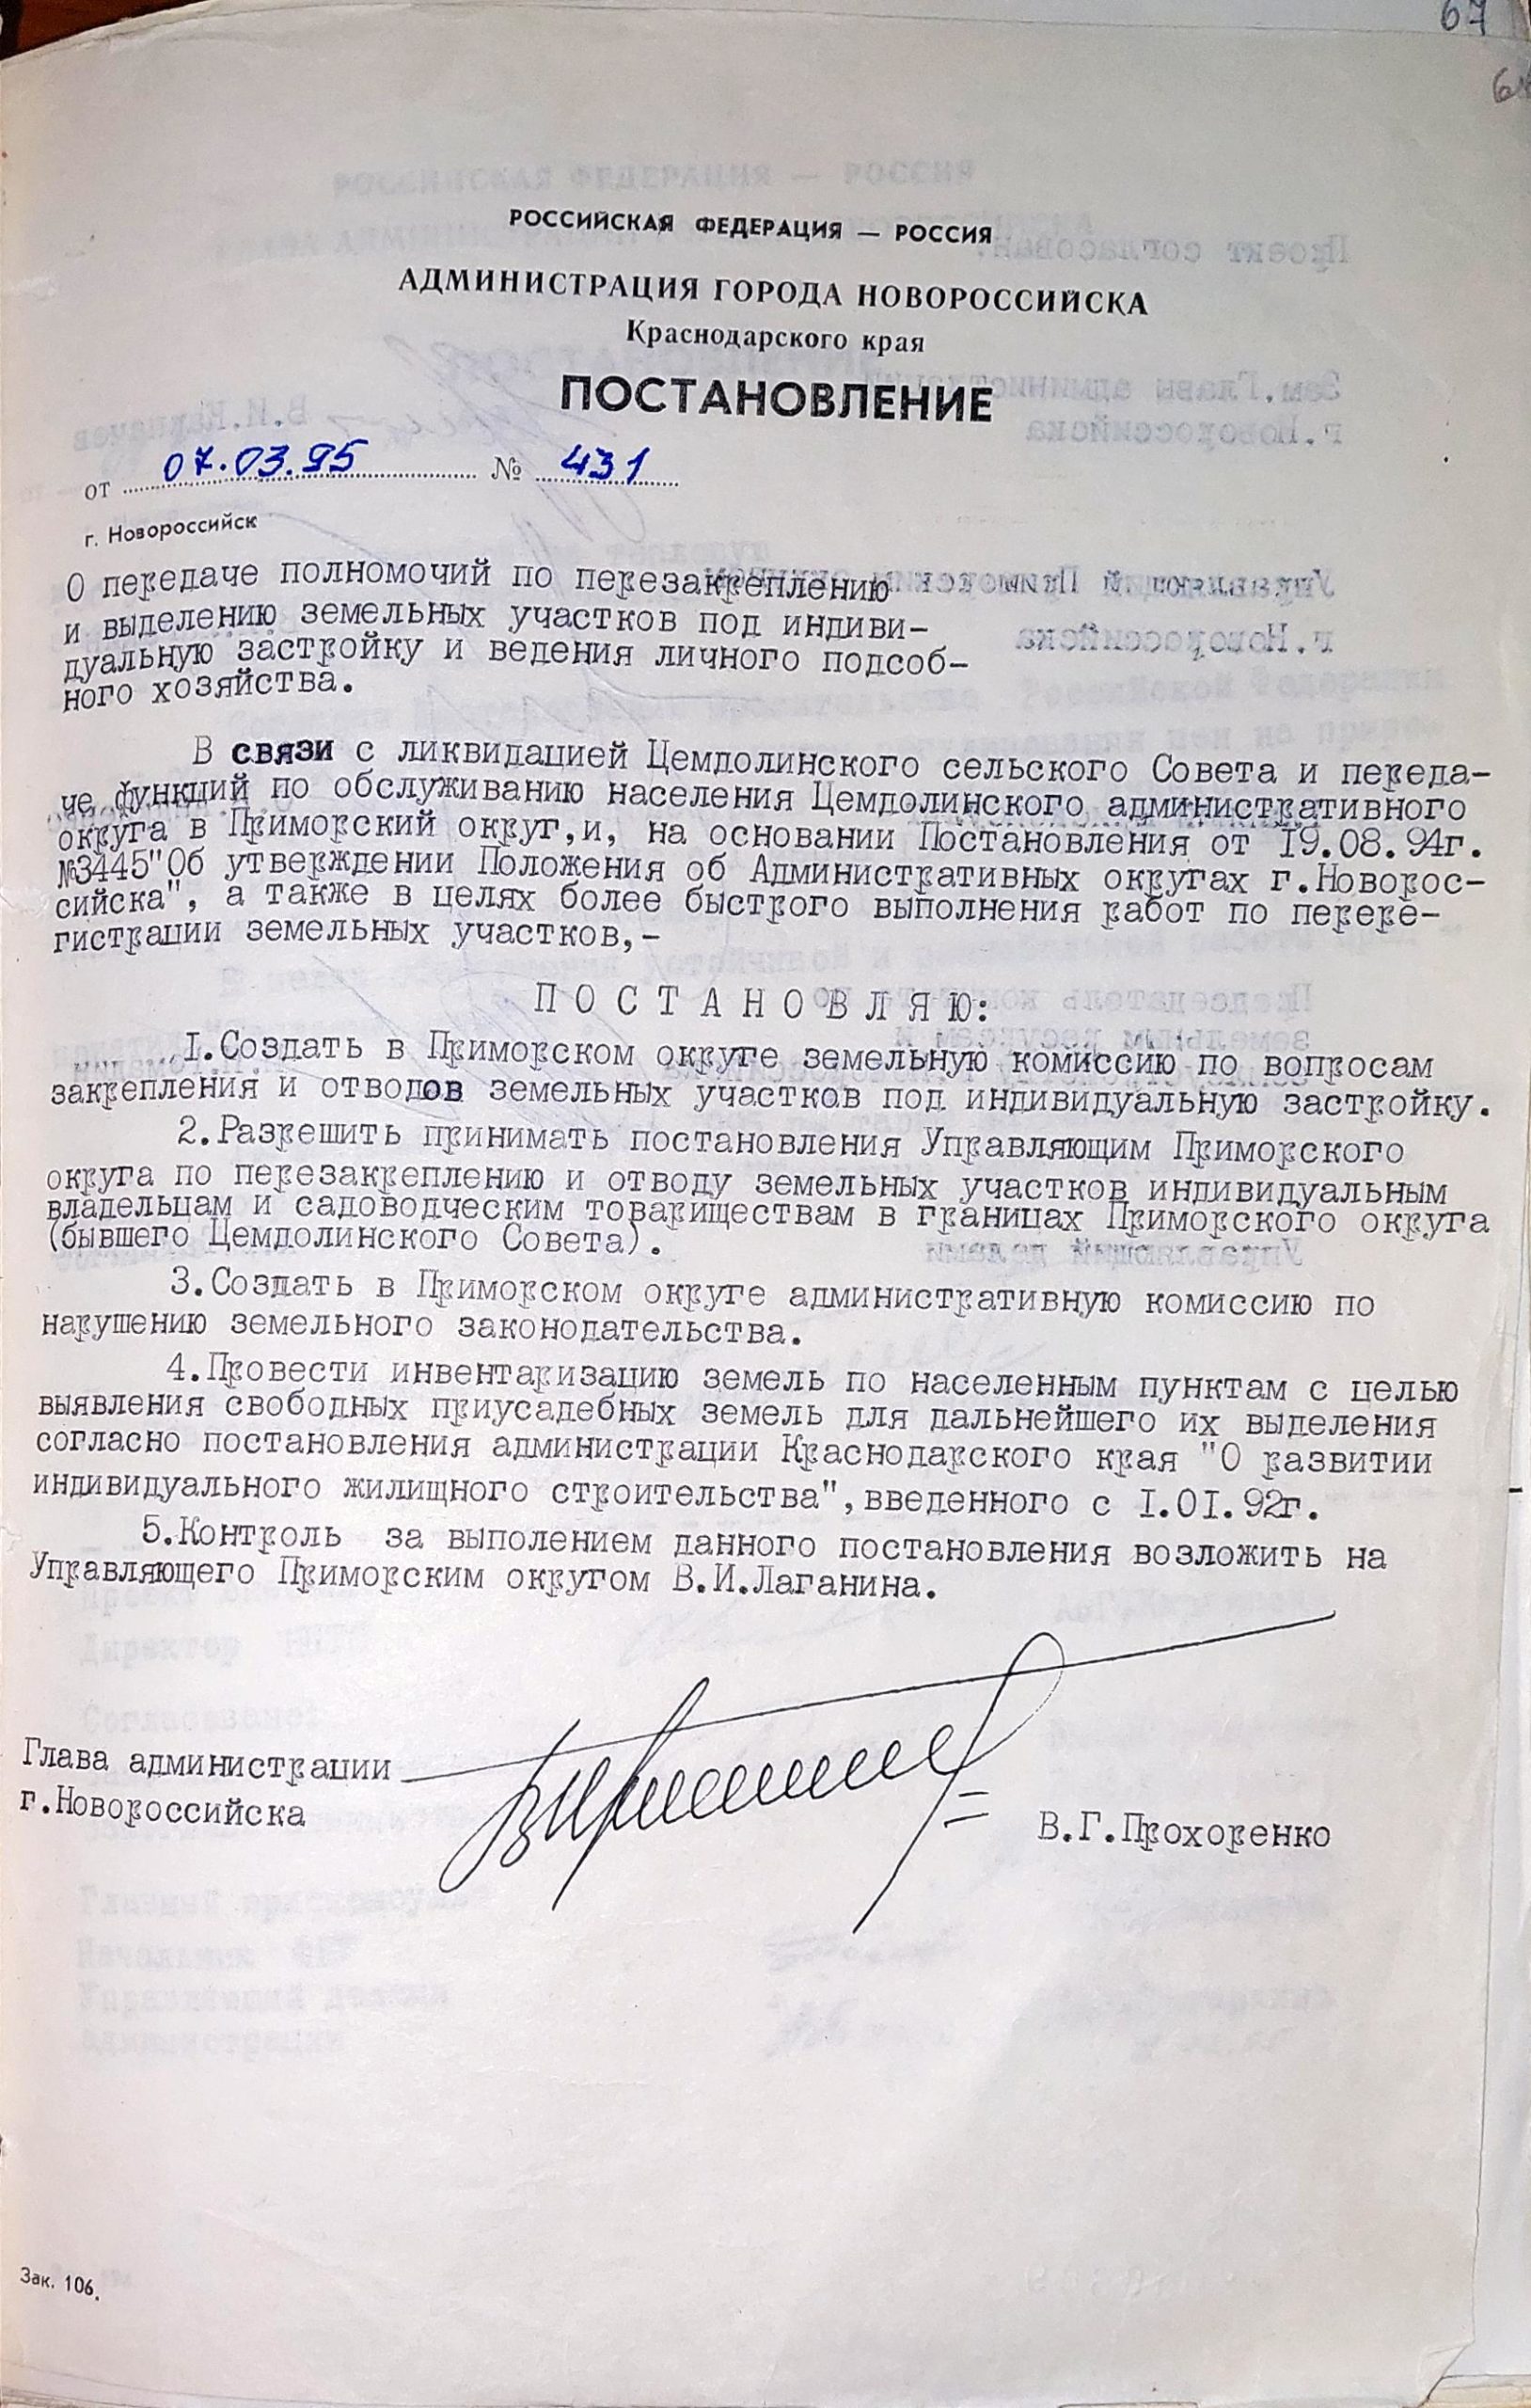 67
РОССИЙСКАЯ ФЕДЕРАЦИЯ — РОССИЯ
АДМИНИСТРАЦИЯ ГОРОДА НОВОРОССИЙСКА
Краснодарского края
ПОСТАНОВЛЕНИЕ
от 07.03.95 № 431
г. Новороссийск
О передаче полномочий по перезакреплению
и выделению земельных участков под индиви-
дуальную застройку и ведения личного подсоб-
ного хозяйства.
В связи с ликвидацией Цемдолинского сельского Совета и переда-
че функций по обслуживанию населения Цемдолинского административного
округа в Приморский округ,и, на основании Постановления от I9.08.94г.
№3445"Об утверждении Положения об Административных округах г.Новорос-
сийска", а также в целях более быстрого выполнения работ по перере-
гистрации земельных участков,-
П О С Т А Н О В Л Я Ю:
I.Создать в Приморском округе земельную комиссию по вопросам
закрепления и отводов земельных участков под индивидуальную застройку.
2.Разрешить принимать постановления Управляющим Приморского
округа по перезакреплению и отводу земельных участков индивидуальным
владельцам и садоводческим товариществам в границах Приморского округа
(бывшего Цемдолинского Совета).
3.Создать в Приморском округе административную комиссию по
нарушению земельного законодательства.
4.Провести инвентаризацию земель по населенным пунктам с целью
выявления свободных приусадебных земель для дальнейшего их выделения
согласно постановления администрации Краснодарского края "О развитии
индивидуального жилищного строительства",введенного с I.OI.92г.
5.Контроль за выполением данного постановления возложить на
Управляющего Приморским округом В.И.Лаганина.
Глава администрации
г.Новороссийска
В.Г.Прохоренко
Зак. 106.